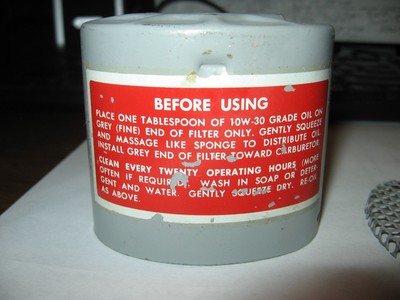 BEFORE USING
PLACE ONE TABLESPOON OF 10W-30 GRADE OIL ON
GREY (FINE) END OF FILTER ONLY. GENTLY SQUEEZE
AND MASSAGE LIKE SPONGE TO DISTRIBUTE OIL.
INSTALL GREY END OF FILTER TOWARD CARBURETOR.
CLEAN EVERY TWENTY OPERATING HOURS (MORE
OFTEN IF REQUIRED). WASH IN SOAP OR DETER-
GENT AND WATER. GENTLY SQUEEZE DRY. RE-OIL
AS ABOVE.